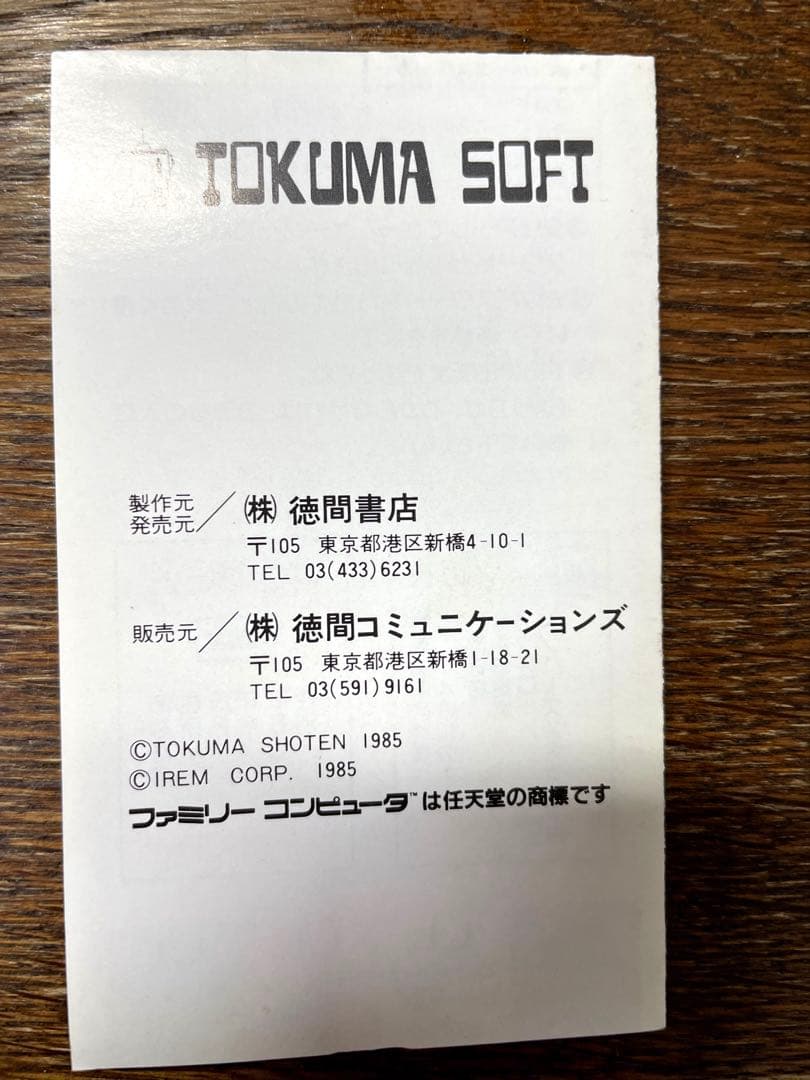 TOKUMA SOFT
製作元
発売元
㈱ 徳間書店
〒105 東京都港区新橋4-10-1
TEL 03(433)6231
販売元
㈱ 徳間コミュニケーションズ
〒105 東京都港区新橋1-18-21
TEL 03(591)9161
©TOKUMA SHOTEN 1985
©IREM CORP. 1985
ファミリーコンピュータ™は任天堂の商標です